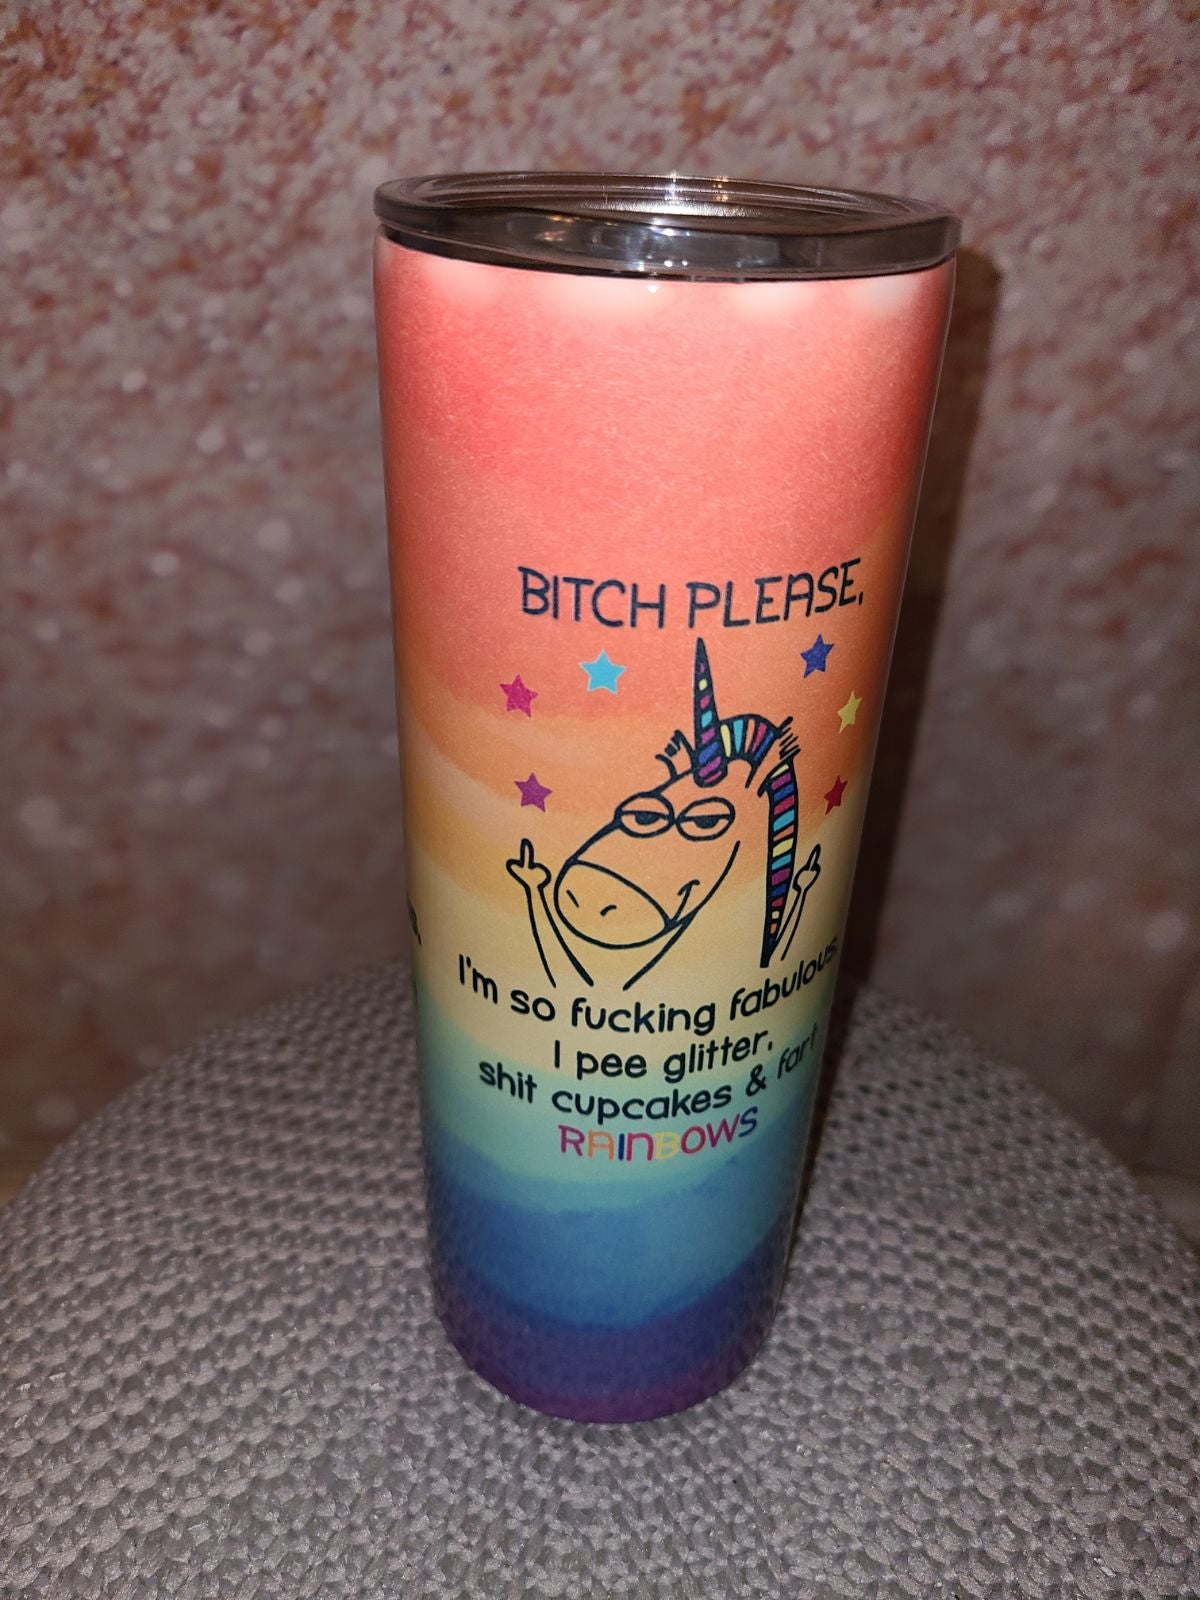 BITCH PLEASE,
I'm so fucking fabulous
I pee glitter,
shit cupcakes & fart
RAINBOWS